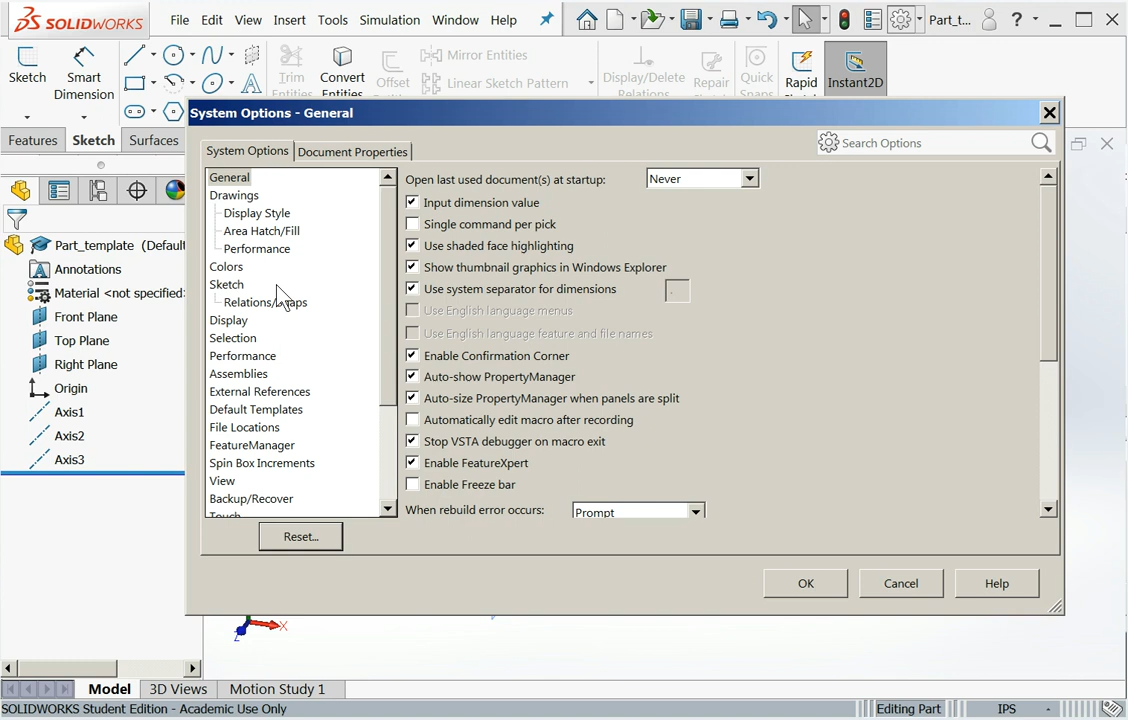 SOLIDWORKS File Edit View Insert Tools Simulation Window Help Part_t... ?
Sketch Smart Dimension Trim Entities Convert Entities Offset Mirror Entities Linear Sketch Pattern Display/Delete Relations Repair Quick Snaps Rapid Instant2D
Features Sketch Surfaces
System Options - General
System Options Document Properties Search Options
Part_template (Default
Annotations
Material <not specified>
Front Plane
Top Plane
Right Plane
Origin
Axis1
Axis2
Axis3
General
Drawings
Display Style
Area Hatch/Fill
Performance
Colors
Sketch
Relations/Snaps
Display
Selection
Performance
Assemblies
External References
Default Templates
File Locations
FeatureManager
Spin Box Increments
View
Backup/Recover
Touch
Reset...
Open last used document(s) at startup: Never
Input dimension value
Single command per pick
Use shaded face highlighting
Show thumbnail graphics in Windows Explorer
Use system separator for dimensions .
Use English language menus
Use English language feature and file names
Enable Confirmation Corner
Auto-show PropertyManager
Auto-size PropertyManager when panels are split
Automatically edit macro after recording
Stop VSTA debugger on macro exit
Enable FeatureXpert
Enable Freeze bar
When rebuild error occurs: Prompt
OK Cancel Help
X
Z
Model 3D Views Motion Study 1
SOLIDWORKS Student Edition - Academic Use Only Editing Part IPS